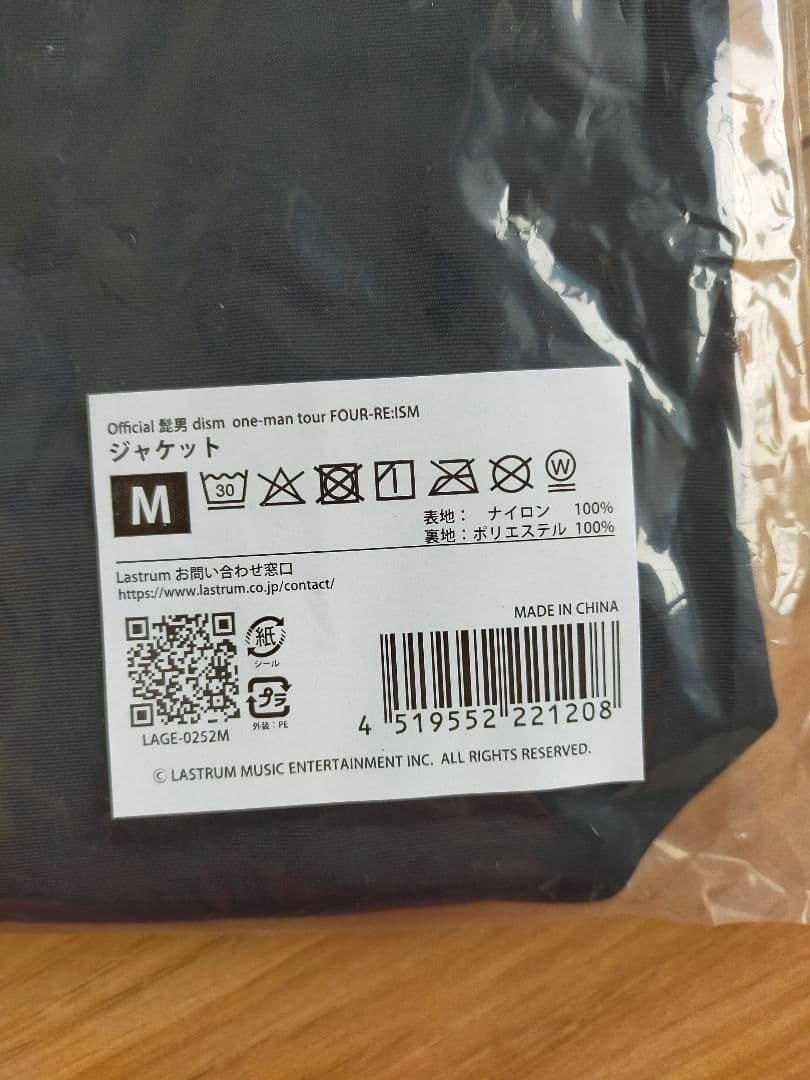 Official 髭男 dism one-man tour FOUR-RE:ISM
ジャケット
M
30
W
表地： ナイロン 100%
裏地：ポリエステル 100%
Lastrum お問い合わせ窓口
https://www.lastrum.co.jp/contact/
MADE IN CHINA
紙
シール
プラ
外装：PE
4 519552 221208
LAGE-0252M
© LASTRUM MUSIC ENTERTAINMENT INC. ALL RIGHTS RESERVED.